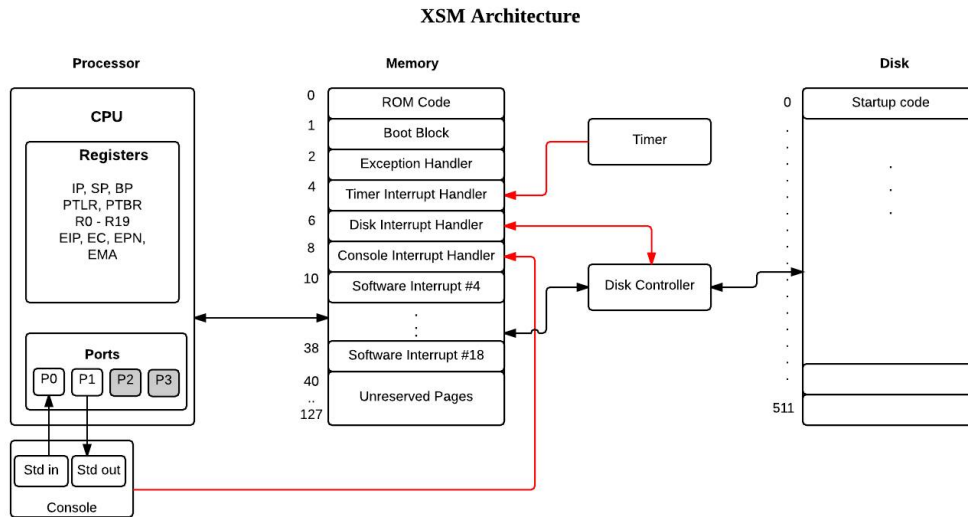 XSM Architecture
Processor
CPU
Registers
IP, SP, BP
PTLR, PTBR
R0 - R19
EIP, EC, EPN,
EMA
Ports
P0
P1
P2
P3
Std in
Std out
Console
Memory
0
ROM Code
1
Boot Block
2
Exception Handler
4
Timer Interrupt Handler
6
Disk Interrupt Handler
8
Console Interrupt Handler
10
Software Interrupt #4
38
Software Interrupt #18
40
..
127
Unreserved Pages
Timer
Disk Controller
Disk
0
Startup code
511